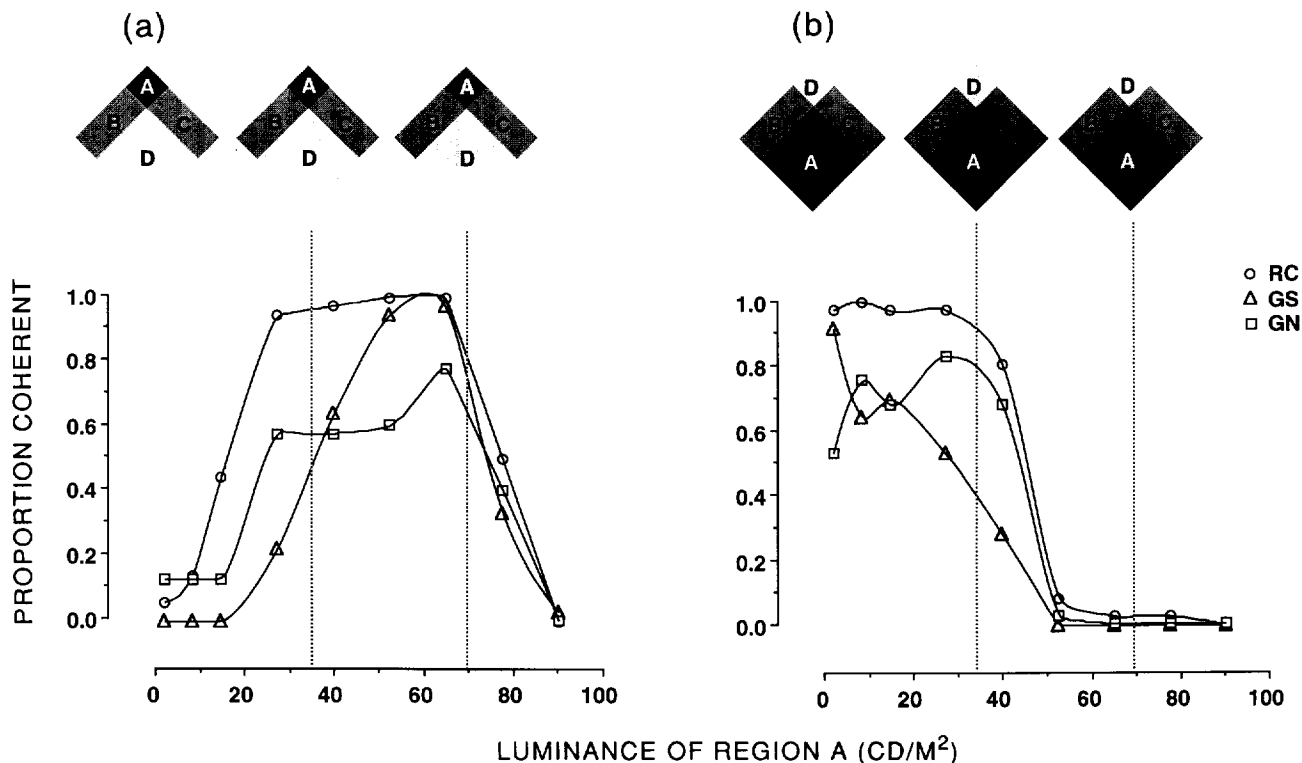 (a)
A A A
B C B C B C
D D D
(b)
D D D
B C
A A A
PROPORTION COHERENT
1.0
0.8
0.6
0.4
0.2
0.0
0 20 40 60 80 100
1.0
0.8
0.6
0.4
0.2
0.0
0 20 40 60 80 100
RC
GS
GN
LUMINANCE OF REGION A (CD/M²)